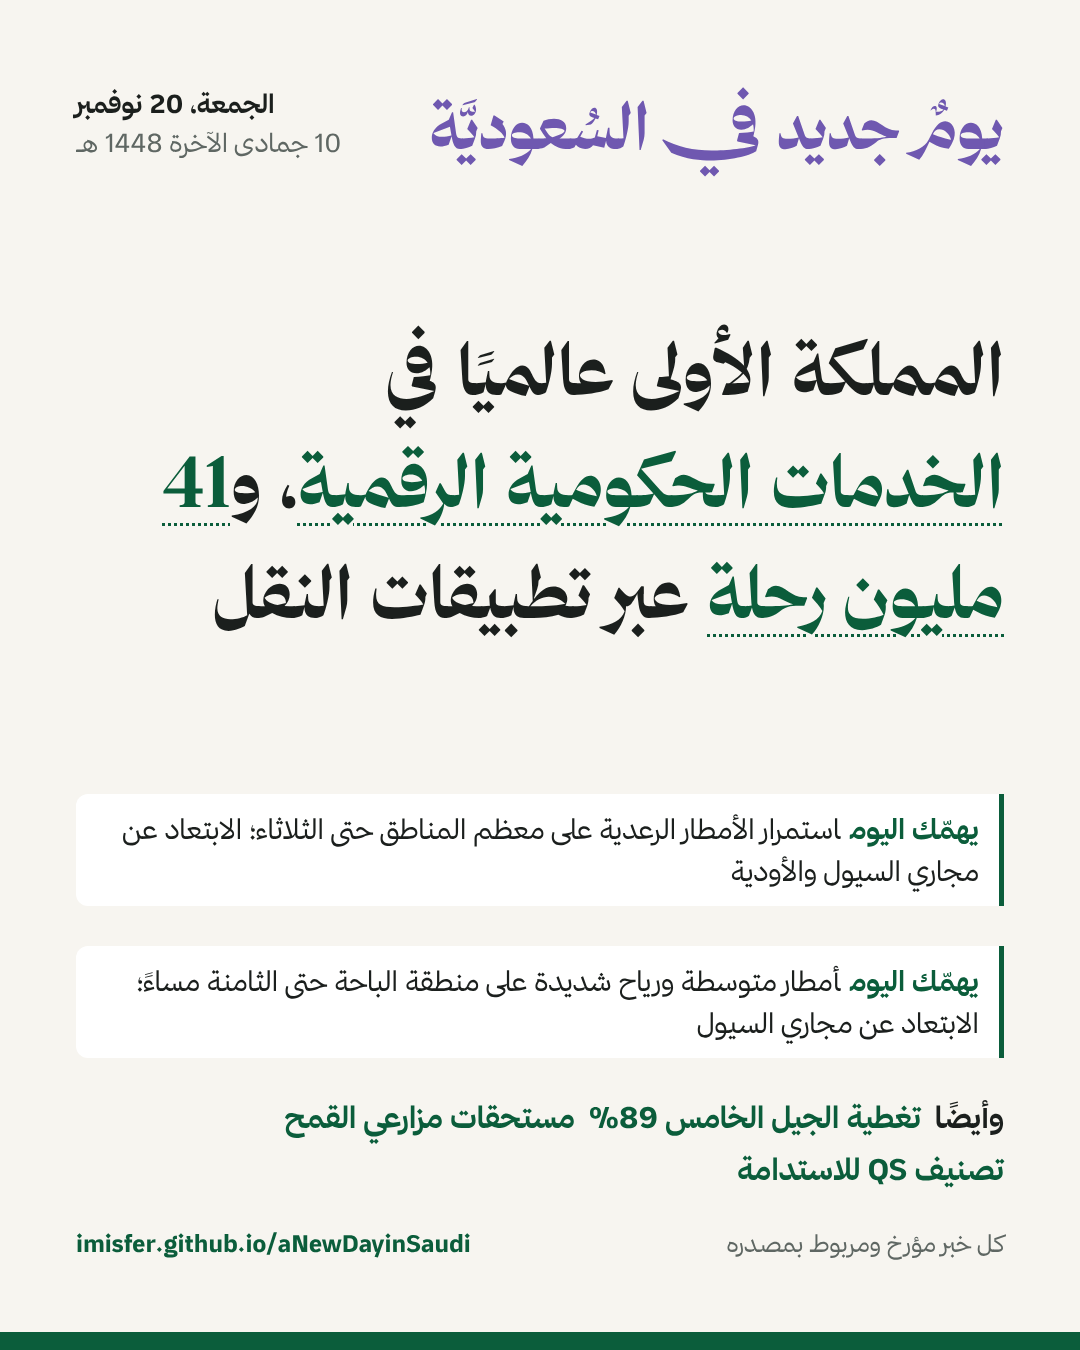 يومٌ جديد في السُعوديَّة
الجمعة، 20 نوفمبر
10 جمادى الآخرة 1448 هـ
المملكة الأولى عالميًا في
الخدمات الحكومية الرقمية، و41
مليون رحلة عبر تطبيقات النقل
يهمّك اليوم استمرار الأمطار الرعدية على معظم المناطق حتى الثلاثاء؛ الابتعاد عن
مجاري السيول والأودية
يهمّك اليوم أمطار متوسطة ورياح شديدة على منطقة الباحة حتى الثامنة مساءً؛
الابتعاد عن مجاري السيول
وأيضًا تغطية الجيل الخامس 89% مستحقات مزارعي القمح
تصنيف QS للاستدامة
كل خبر مؤرخ ومربوط بمصدره
imisfer.github.io/aNewDayinSaudi